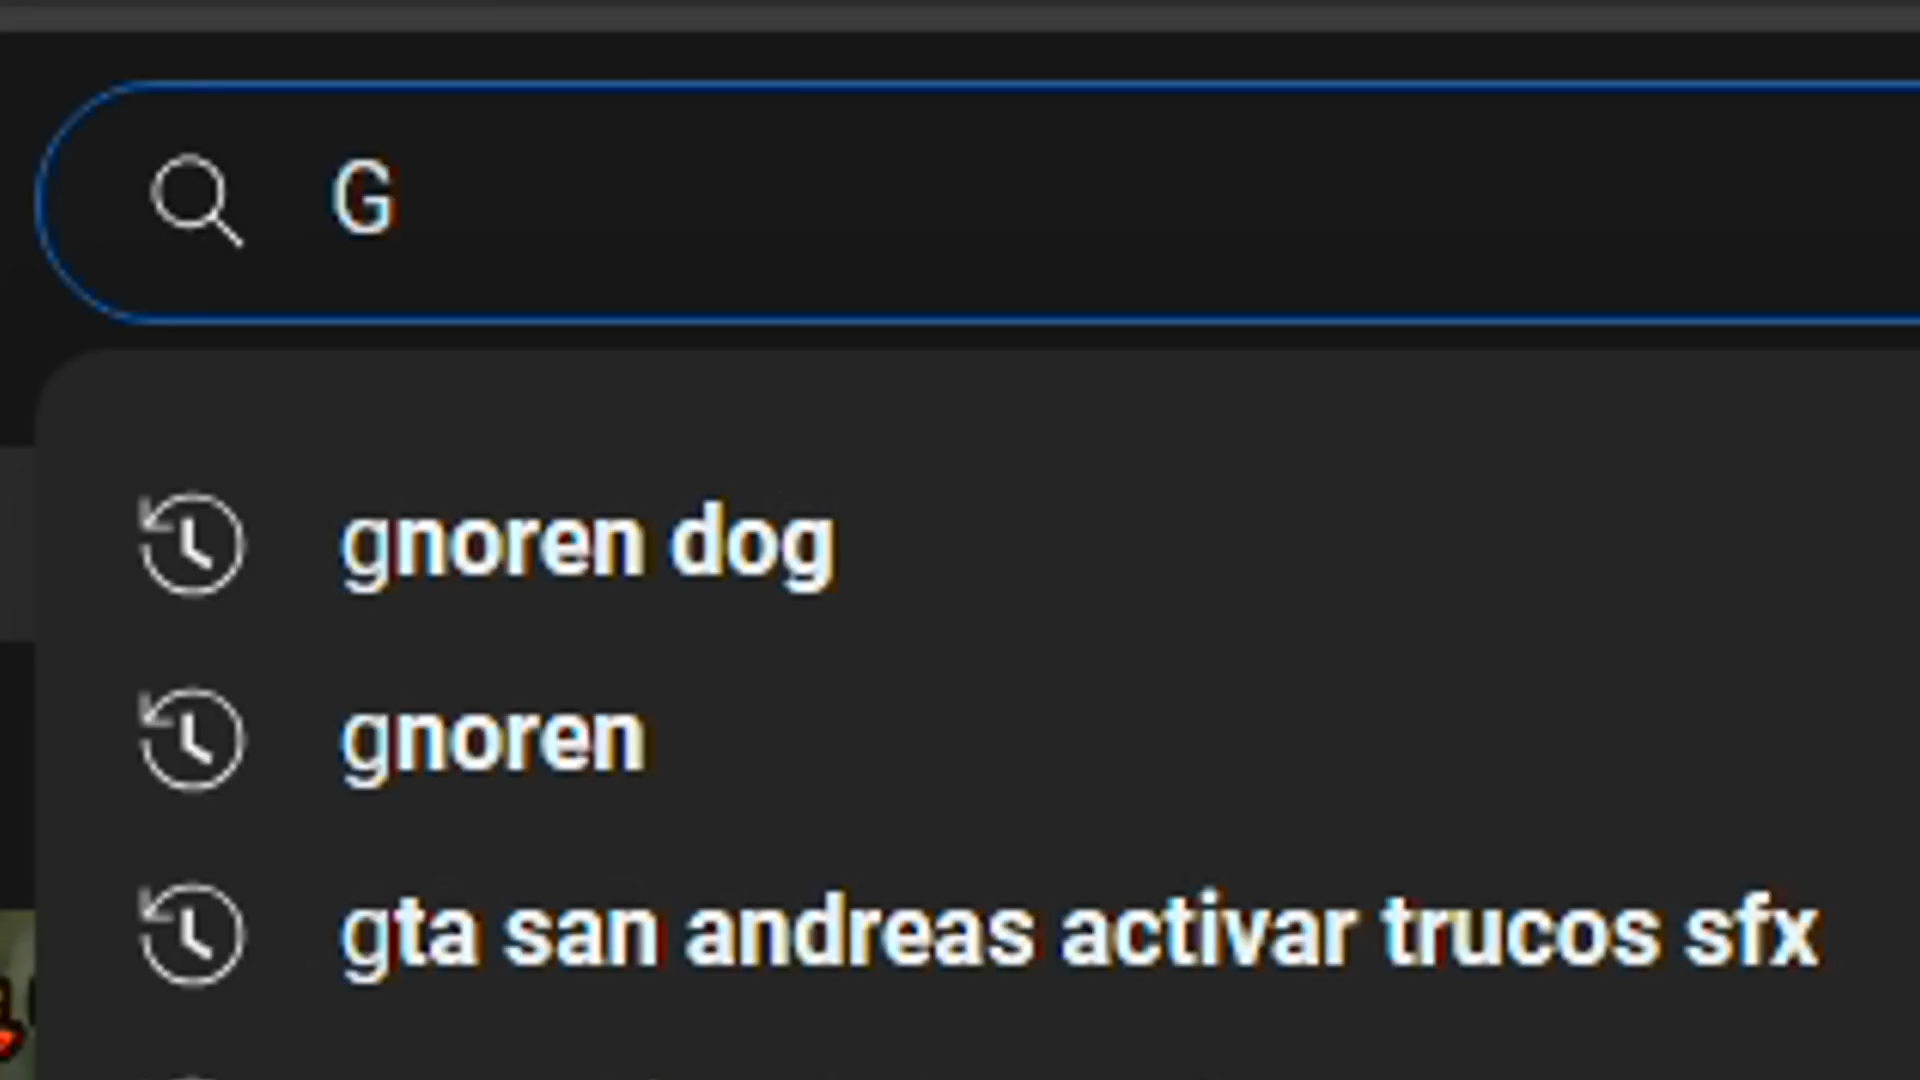 G
gnoren dog
gnoren
gta san andreas activar trucos sfx